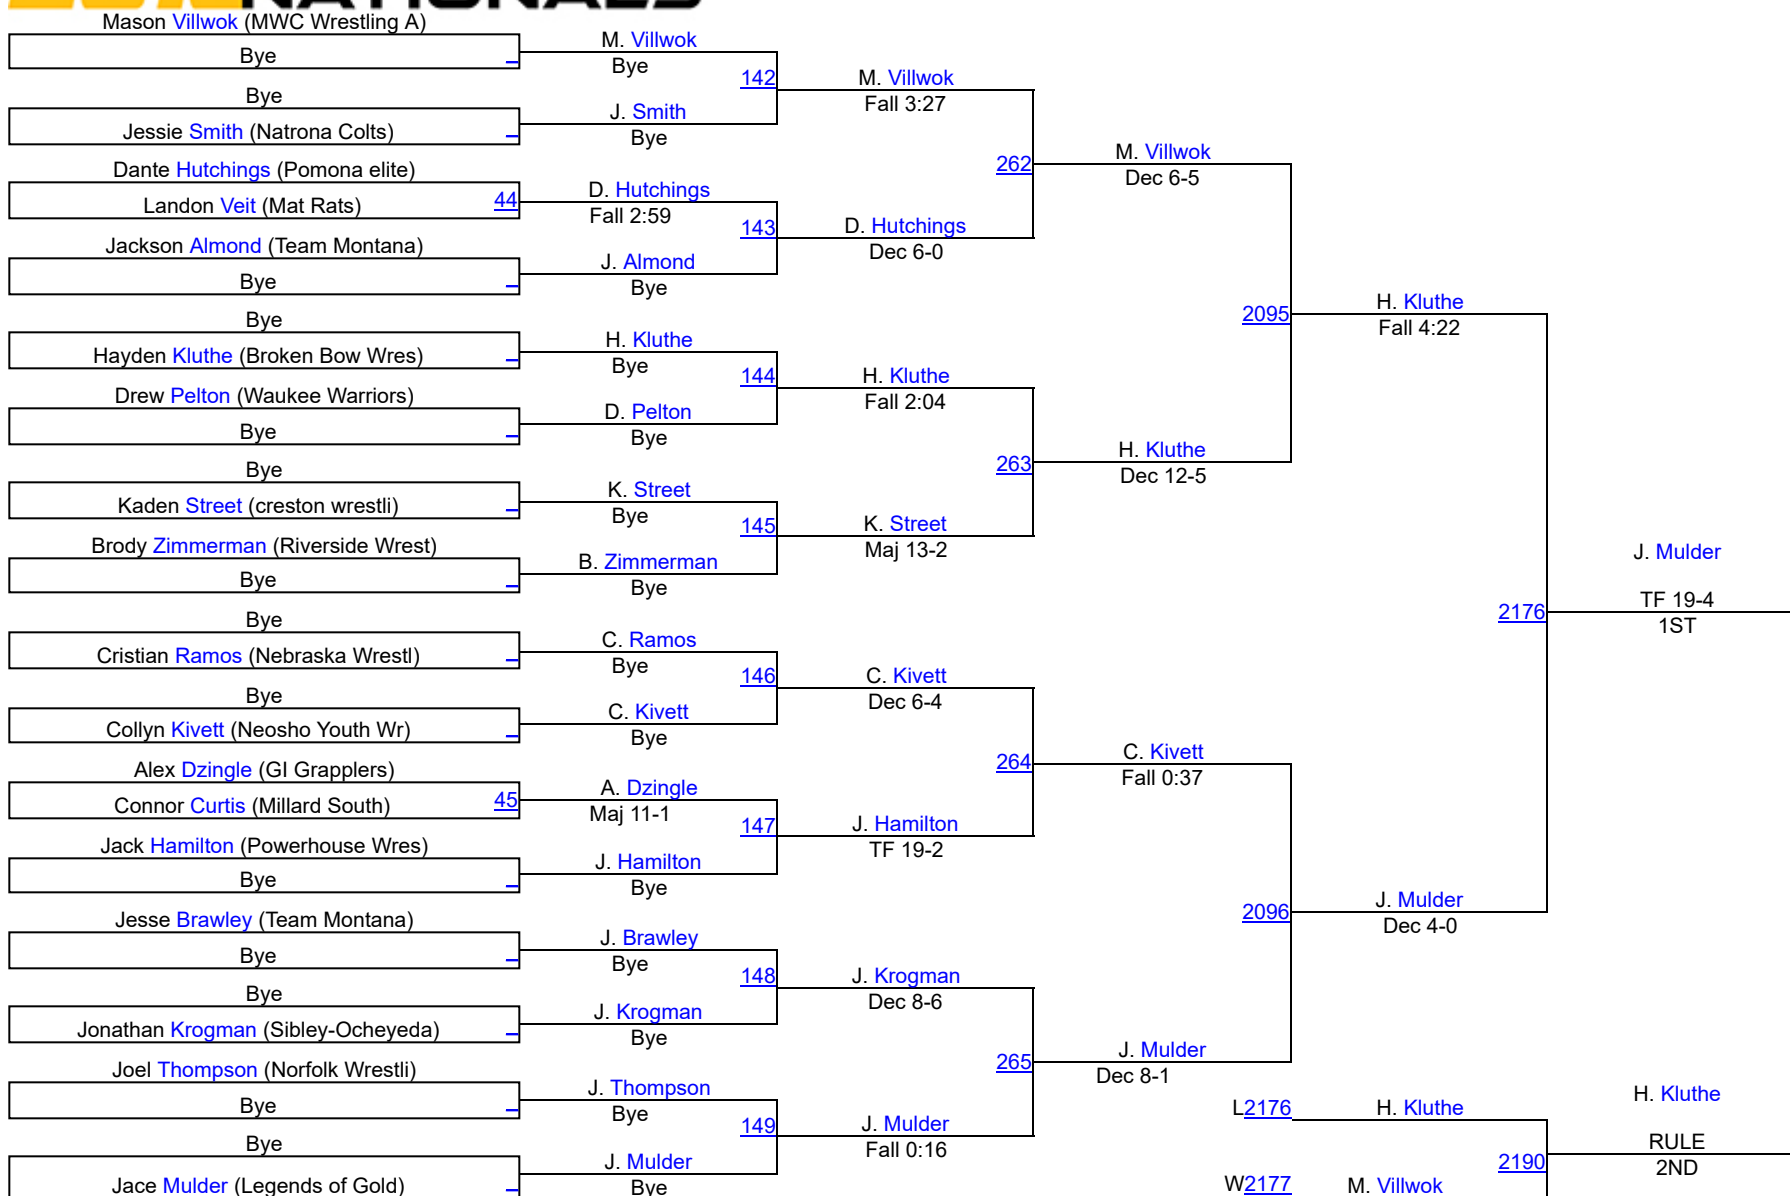 NATIONALS
Mason Villwok (MWC Wrestling A)
Bye
Bye
Jessie Smith (Natrona Colts)
Dante Hutchings (Pomona elite)
Landon Veit (Mat Rats) 44
Jackson Almond (Team Montana)
Bye
Bye
Hayden Kluthe (Broken Bow Wres)
Drew Pelton (Waukee Warriors)
Bye
Bye
Kaden Street (creston wrestli)
Brody Zimmerman (Riverside Wrest)
Bye
Bye
Cristian Ramos (Nebraska Wrestl)
Bye
Collyn Kivett (Neosho Youth Wr)
Alex Dzingle (GI Grapplers)
Connor Curtis (Millard South) 45
Jack Hamilton (Powerhouse Wres)
Bye
Jesse Brawley (Team Montana)
Bye
Bye
Jonathan Krogman (Sibley-Ocheyeda)
Joel Thompson (Norfolk Wrestli)
Bye
Bye
Jace Mulder (Legends of Gold)
M. Villwok
Bye
142
J. Smith
Bye
D. Hutchings
Fall 2:59
143
J. Almond
Bye
H. Kluthe
Bye
144
D. Pelton
Bye
K. Street
Bye
145
B. Zimmerman
Bye
C. Ramos
Bye
146
C. Kivett
Bye
A. Dzingle
Maj 11-1
147
J. Hamilton
Bye
J. Brawley
Bye
148
J. Krogman
Bye
J. Thompson
Bye
149
J. Mulder
Bye
M. Villwok
Fall 3:27
262
D. Hutchings
Dec 6-0
H. Kluthe
Fall 2:04
263
K. Street
Maj 13-2
C. Kivett
Dec 6-4
264
J. Hamilton
TF 19-2
J. Krogman
Dec 8-6
265
J. Mulder
Fall 0:16
M. Villwok
Dec 6-5
2095
H. Kluthe
Dec 12-5
C. Kivett
Fall 0:37
2096
J. Mulder
Dec 8-1
H. Kluthe
Fall 4:22
2176
J. Mulder
Dec 4-0
J. Mulder
TF 19-4
1ST
L2176 H. Kluthe
2190
W2177 M. Villwok
H. Kluthe
RULE
2ND